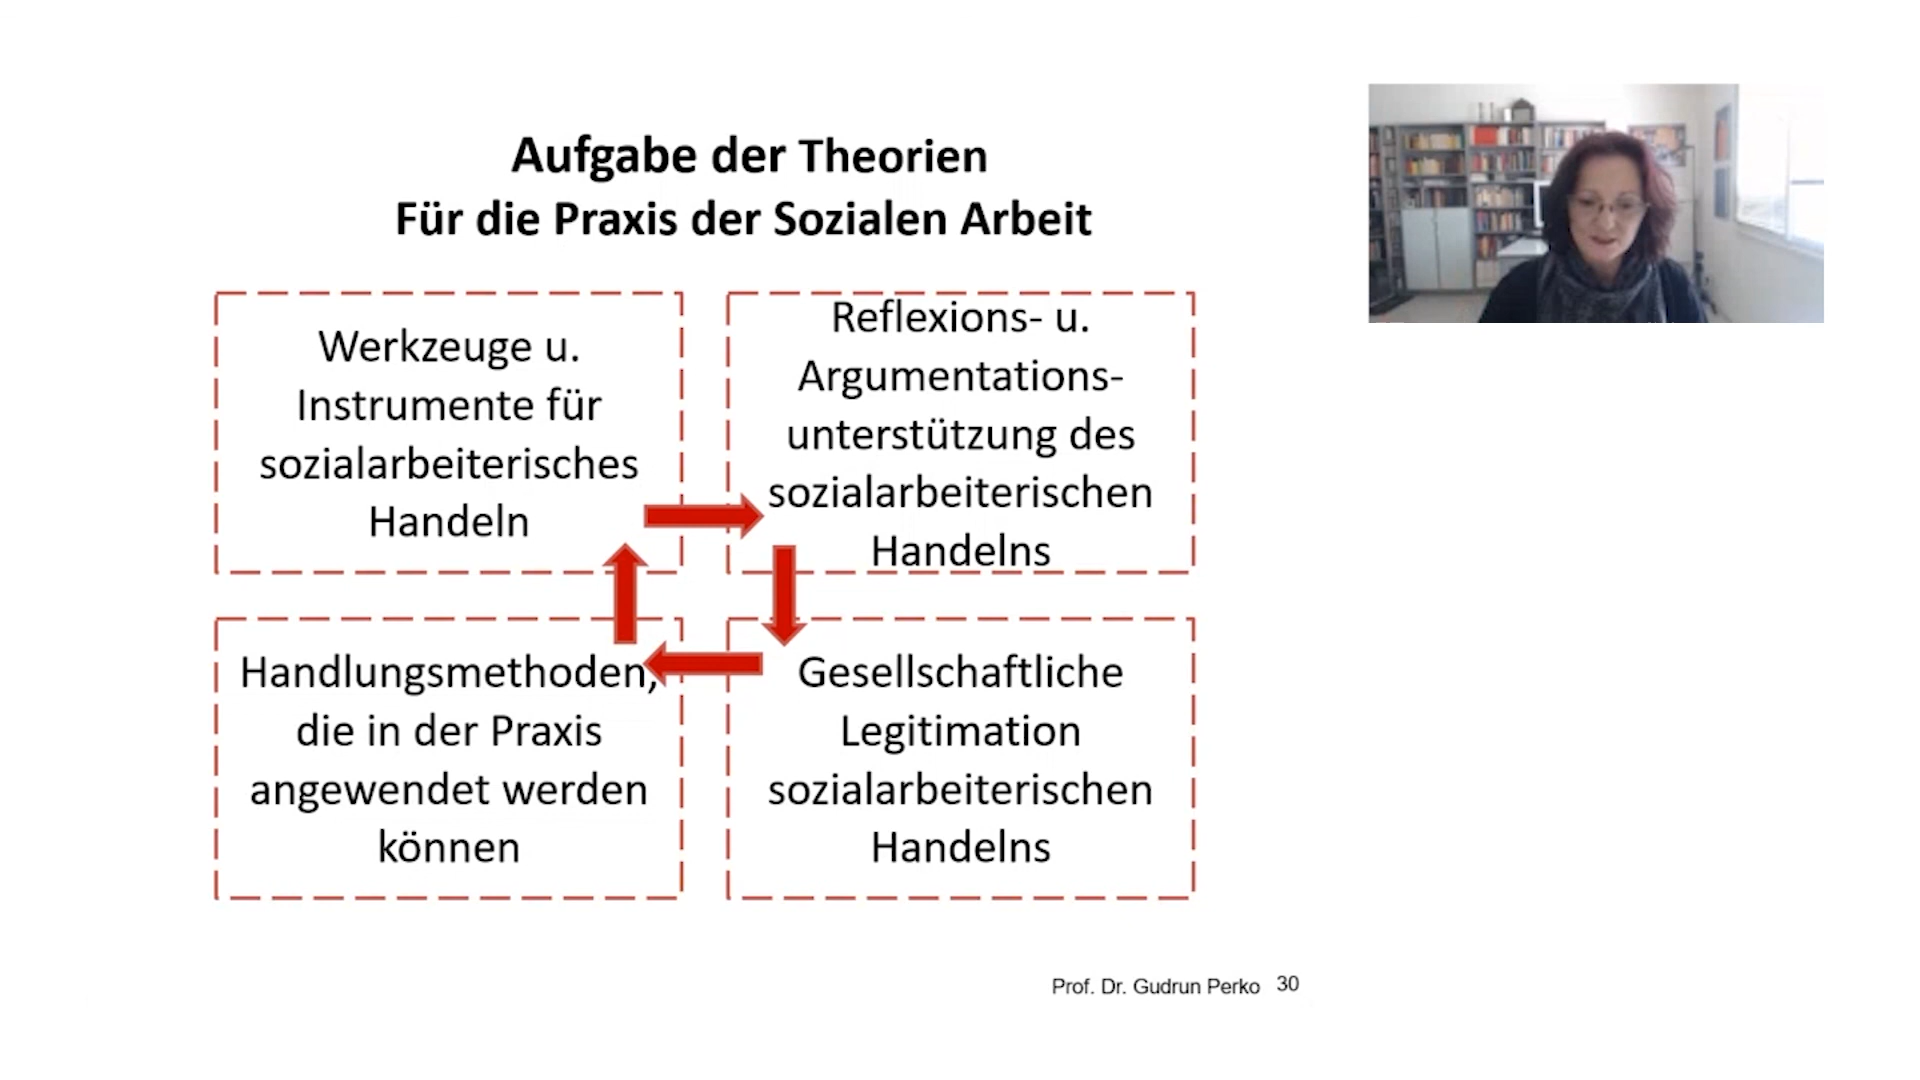 Aufgabe der Theorien
Für die Praxis der Sozialen Arbeit
Werkzeuge u.
Instrumente für
sozialarbeiterisches
Handeln
Reflexions- u.
Argumentations-
unterstützung des
sozialarbeiterischen
Handelns
Handlungsmethoden,
die in der Praxis
angewendet werden
können
Gesellschaftliche
Legitimation
sozialarbeiterischen
Handelns
Prof. Dr. Gudrun Perko 30